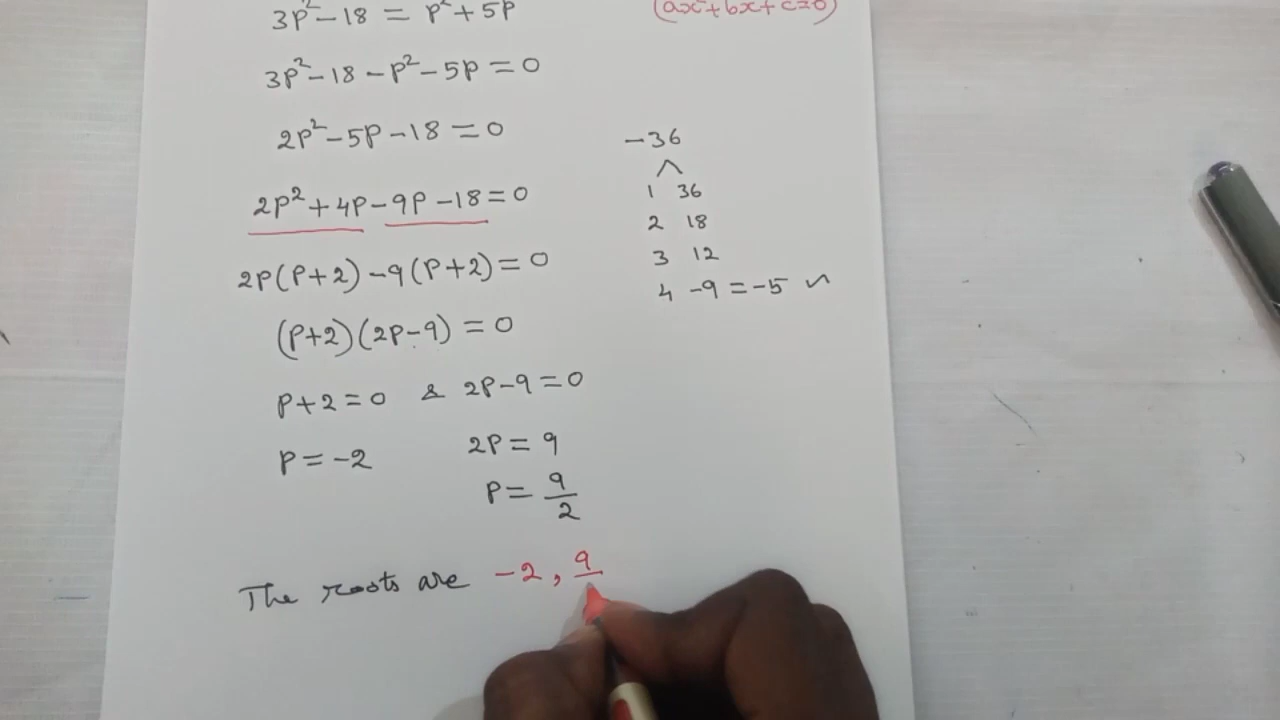 3p²-18 = p²+5p
(ax²+bx+c=0)
3p²-18-p²-5p=0
2p²-5p-18=0
2p²+4p-9p-18=0
2p(p+2)-9(p+2)=0
(p+2)(2p-9)=0
p+2=0 & 2p-9=0
p=-2 2p=9
p=9/2
The roots are -2, 9
-36
1 36
2 18
3 12
4 -9=-5